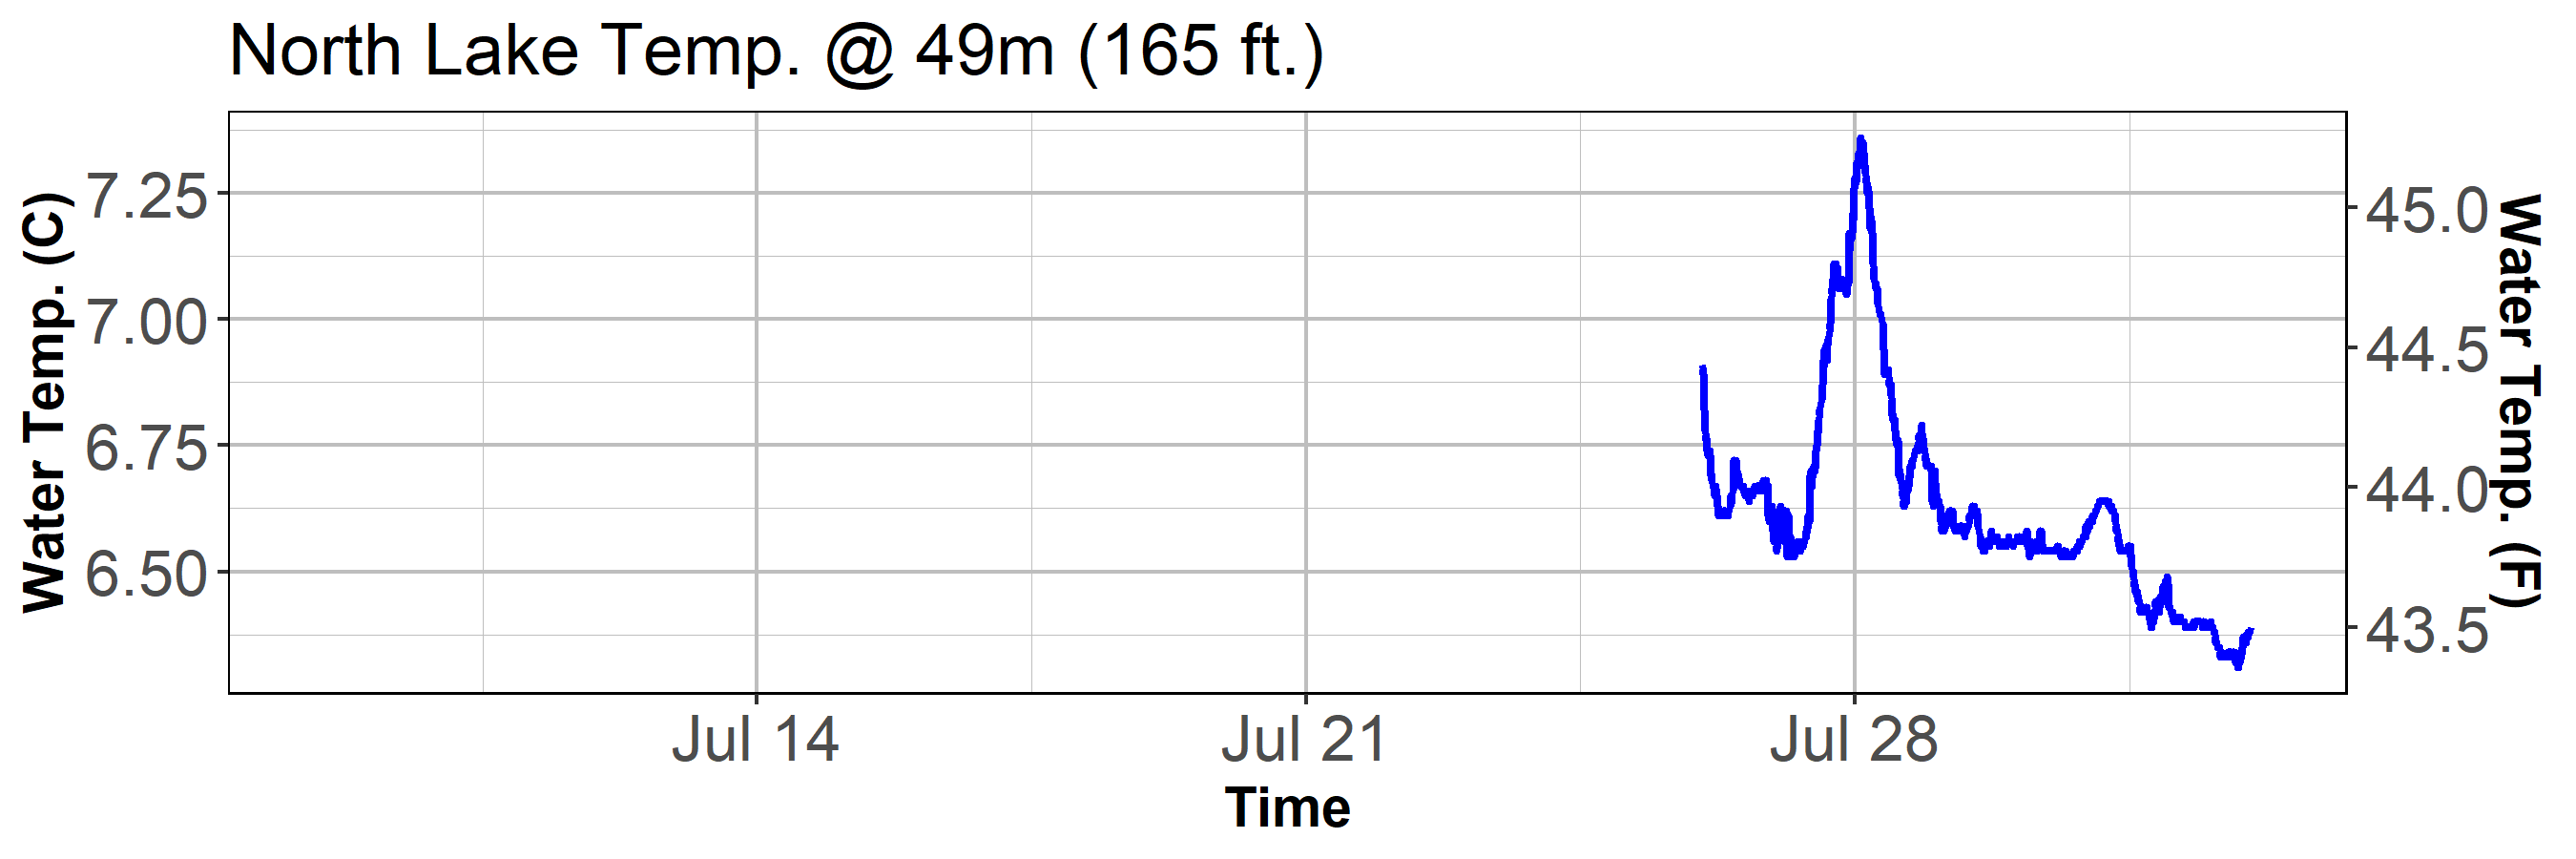 North Lake Temp. @ 49m (165 ft.)
Water Temp. (C)
7.25
7.00
6.75
6.50
45.0
44.5
44.0
43.5
Water Temp. (F)
Jul 14
Jul 21
Jul 28
Time